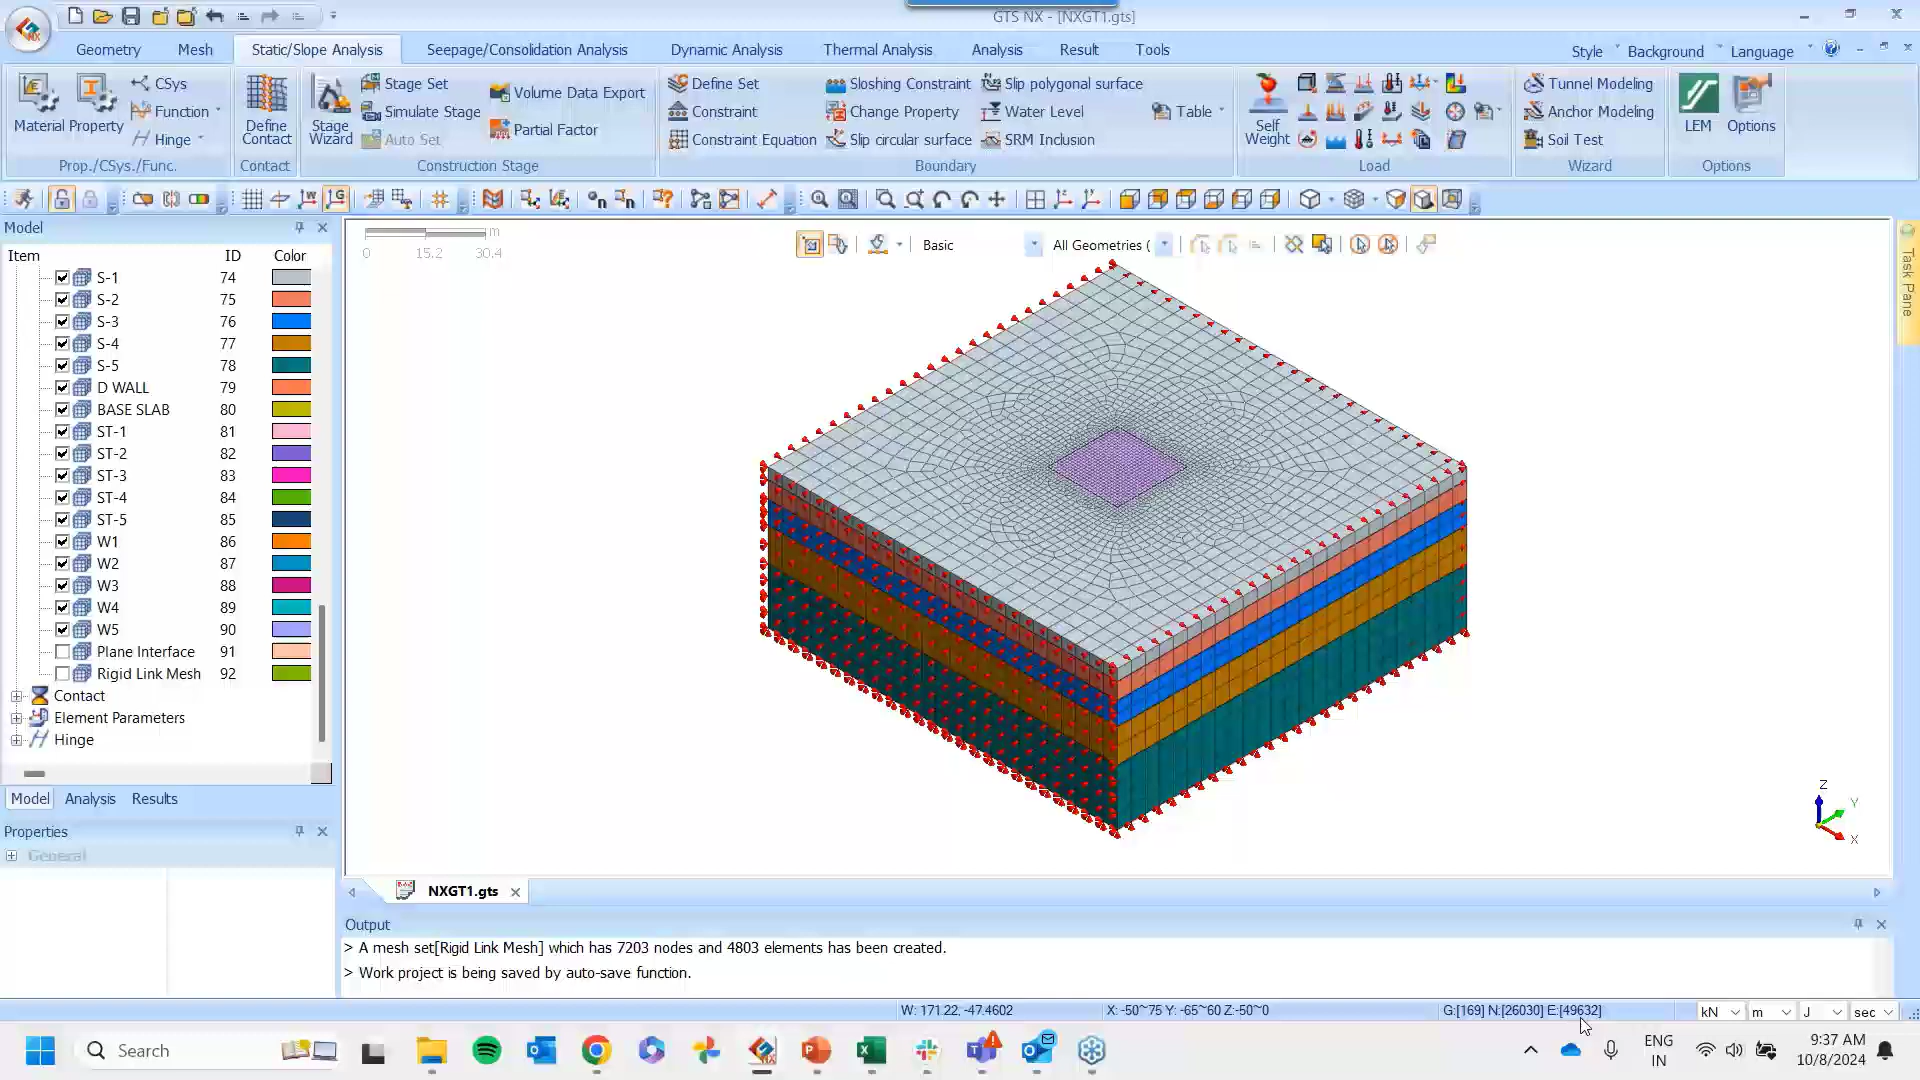 GTS NX - [NXGT1.gts]
Geometry Mesh Static/Slope Analysis Seepage/Consolidation Analysis Dynamic Analysis Thermal Analysis Analysis Result Tools Style Background Language
Material Property CSys Function Hinge
Prop./CSys./Func.
Define Contact
Contact
Stage Wizard Stage Set Simulate Stage Auto Set Volume Data Export Partial Factor
Construction Stage
Define Set Constraint Constraint Equation Sloshing Constraint Change Property Slip circular surface Slip polygonal surface Water Level SRM Inclusion Table
Boundary
Self Weight
Load
Tunnel Modeling Anchor Modeling Soil Test
Wizard
LEM Options
Options
Model
Item ID Color
S-1 74
S-2 75
S-3 76
S-4 77
S-5 78
D WALL 79
BASE SLAB 80
ST-1 81
ST-2 82
ST-3 83
ST-4 84
ST-5 85
W1 86
W2 87
W3 88
W4 89
W5 90
Plane Interface 91
Rigid Link Mesh 92
Contact
Element Parameters
Hinge
Model Analysis Results
Properties
General
m
0 15.2 30.4
Basic All Geometries (
Task Pane
Z
Y
X
NXGT1.gts
Output
> A mesh set[Rigid Link Mesh] which has 7203 nodes and 4803 elements has been created.
> Work project is being saved by auto-save function.
W: 171.22, -47.4602 X: -50~75 Y: -65~60 Z:-50~0 G:[169] N:[26030] E:[49632] kN m J sec
Search
ENG
IN
9:37 AM
10/8/2024